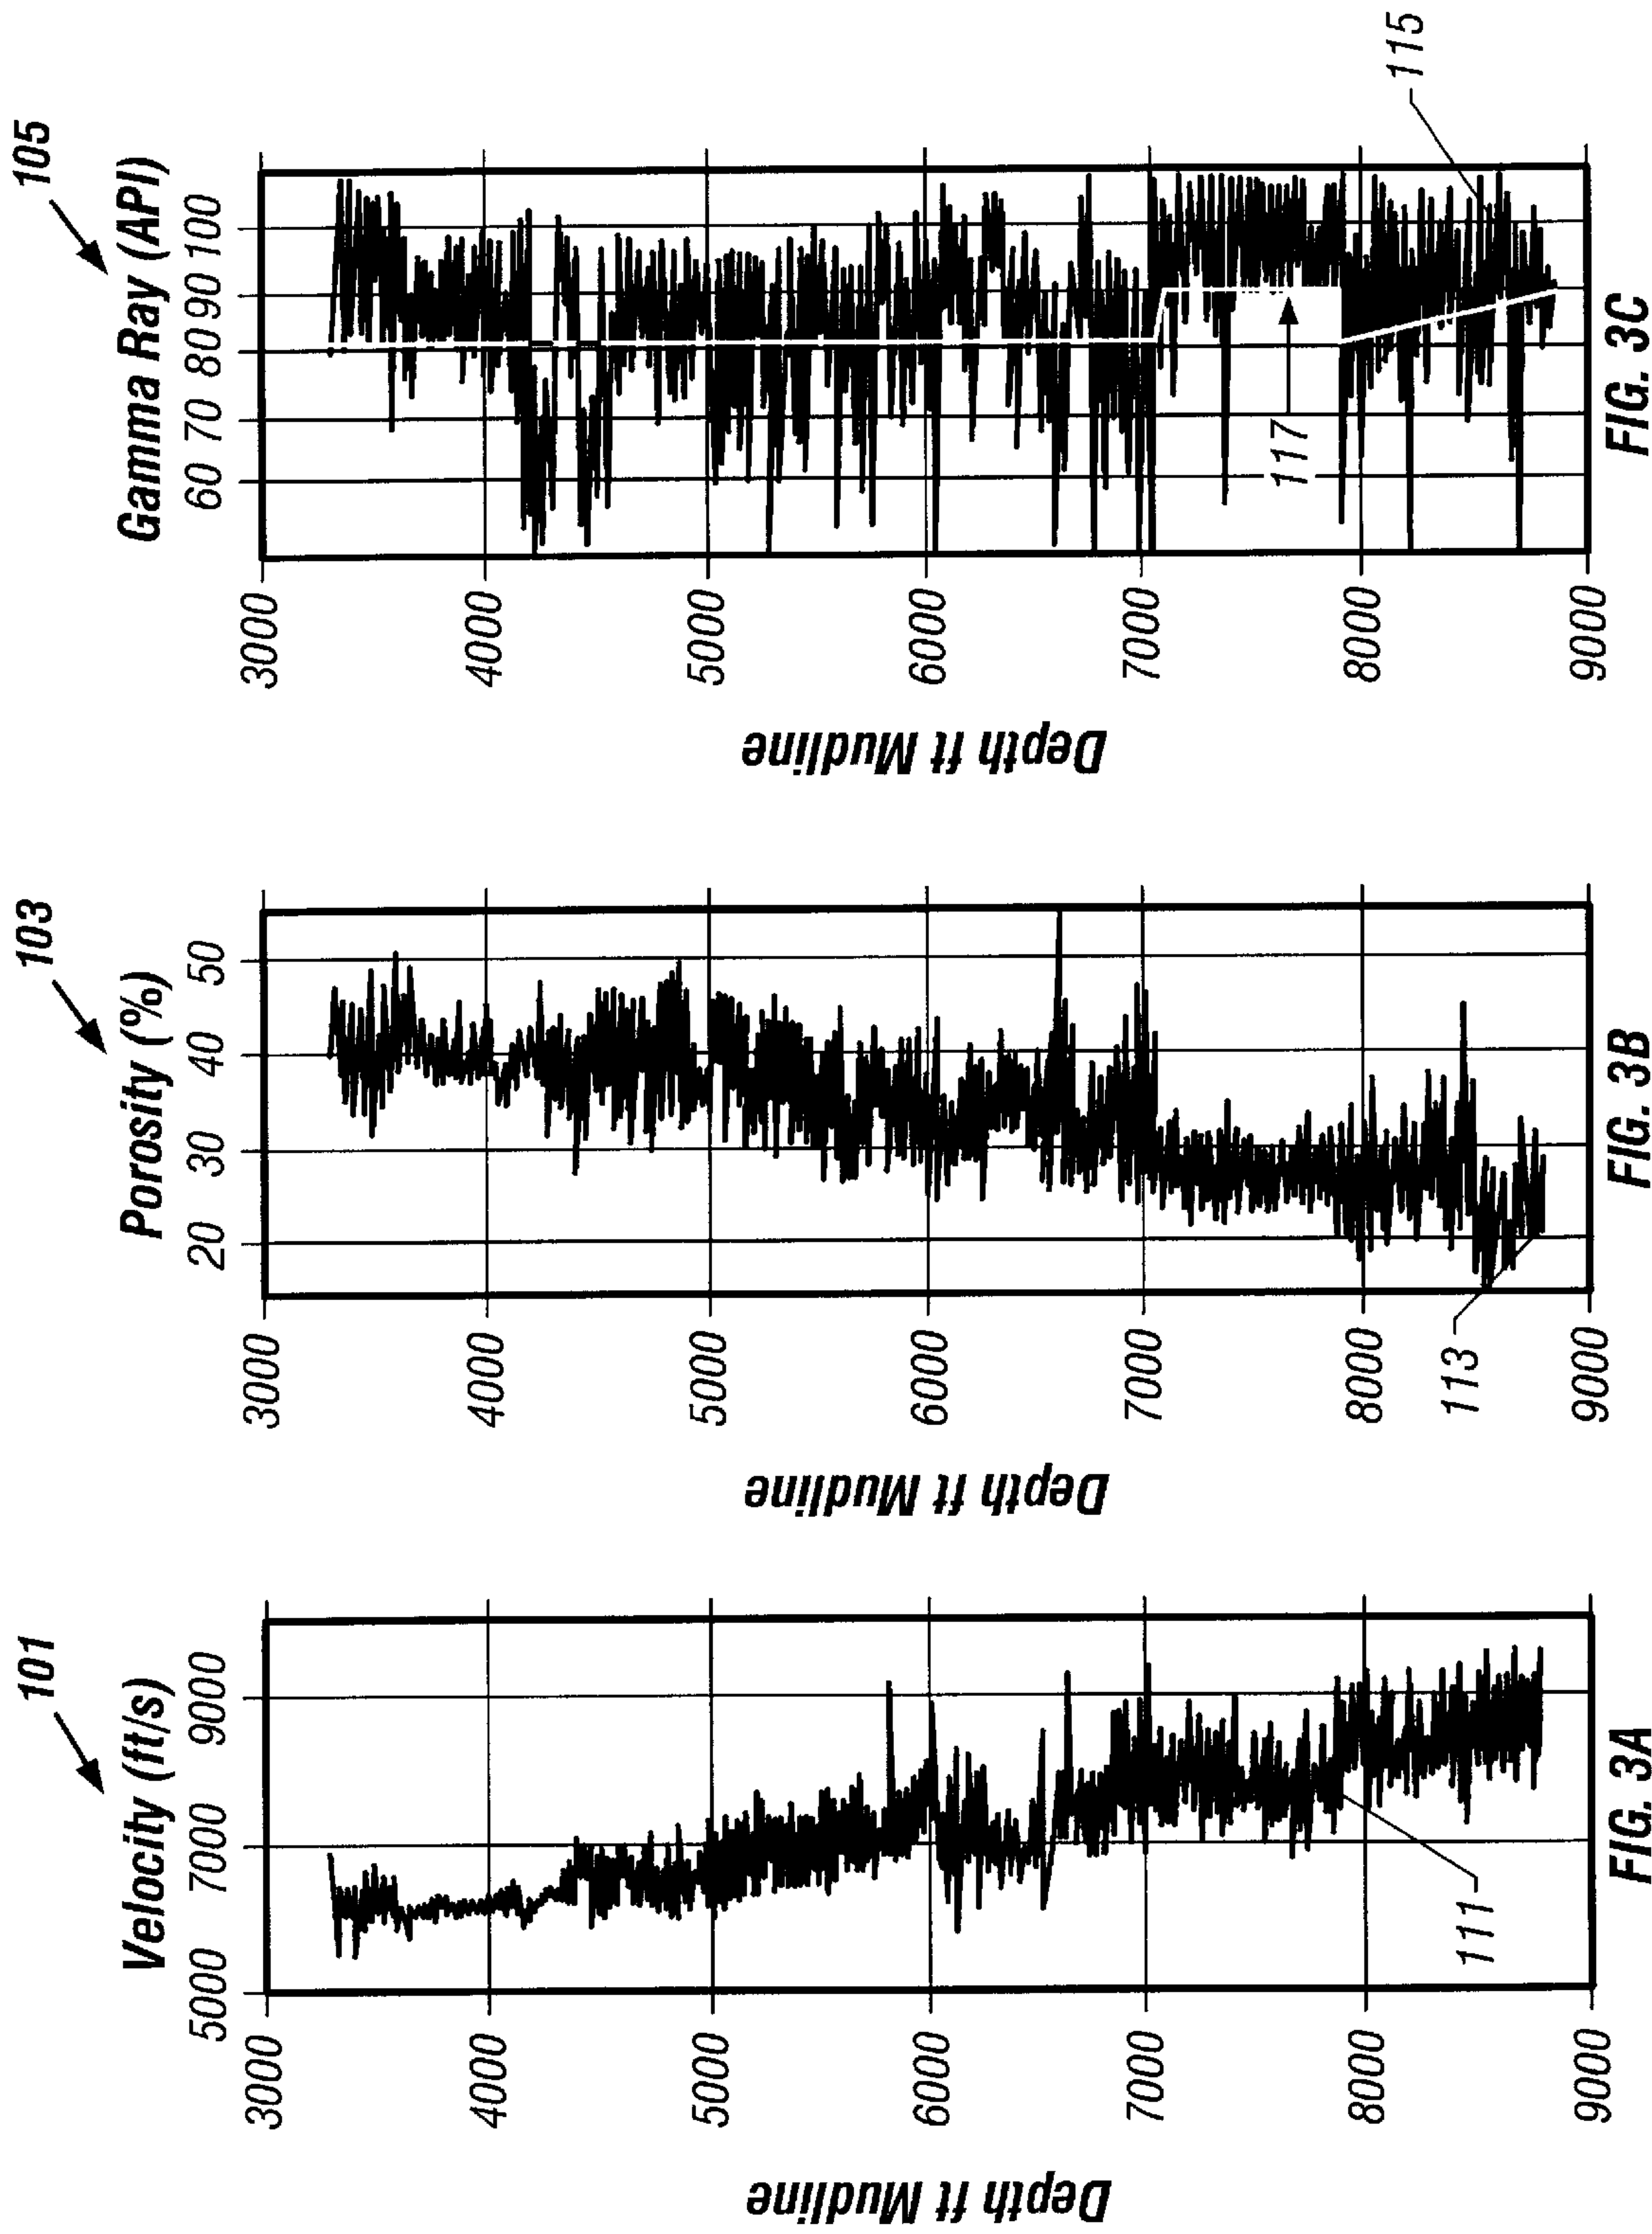 101
Velocity (ft/s)
5000 7000 9000
3000
4000
5000
6000
7000
8000
9000
Depth ft Mudline
111
FIG. 3A
103
Porosity (%)
20 30 40 50
3000
4000
5000
6000
7000
8000
9000
Depth ft Mudline
113
FIG. 3B
105
Gamma Ray (API)
60 70 80 90 100
3000
4000
5000
6000
7000
8000
9000
Depth ft Mudline
117
115
FIG. 3C